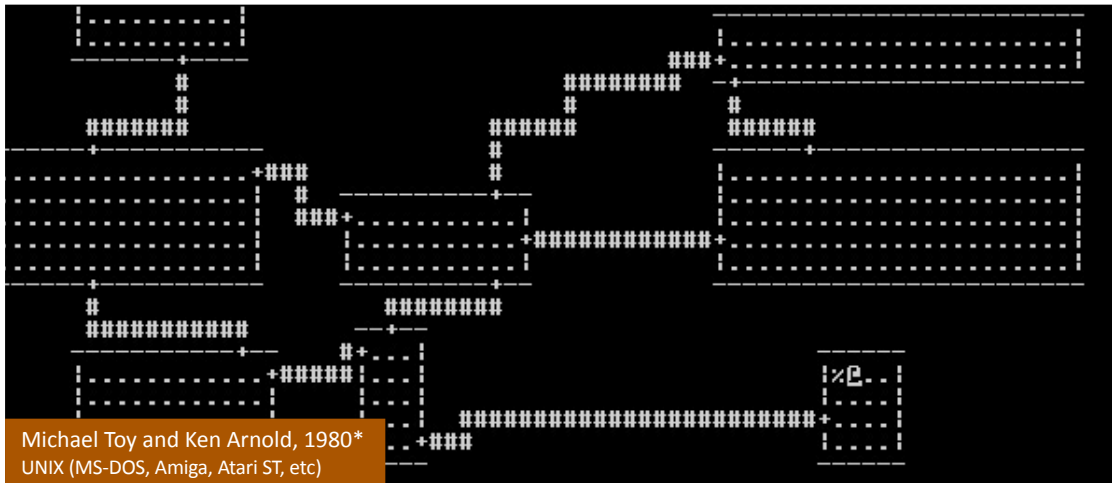 Michael Toy and Ken Arnold, 1980*
UNIX (MS-DOS, Amiga, Atari ST, etc)